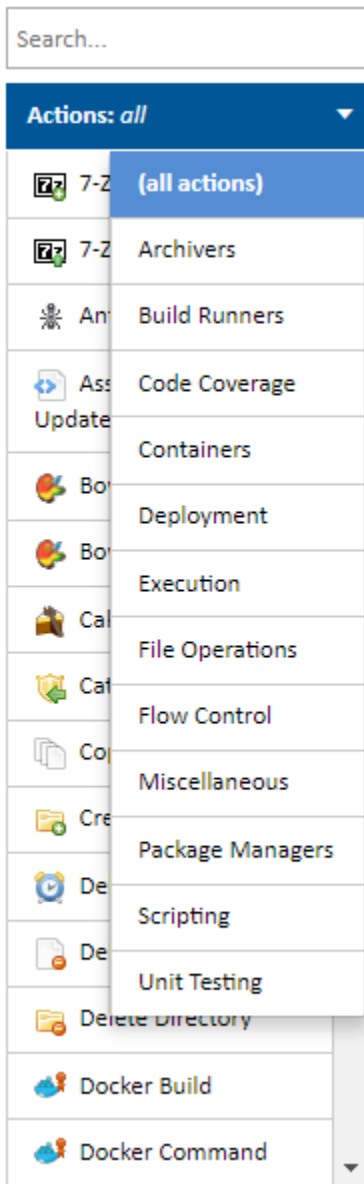 Search...
Actions: all
(all actions)
Archivers
Build Runners
Code Coverage
Update
Containers
Deployment
Execution
File Operations
Flow Control
Miscellaneous
Package Managers
Scripting
Unit Testing
Delete Directory
Docker Build
Docker Command